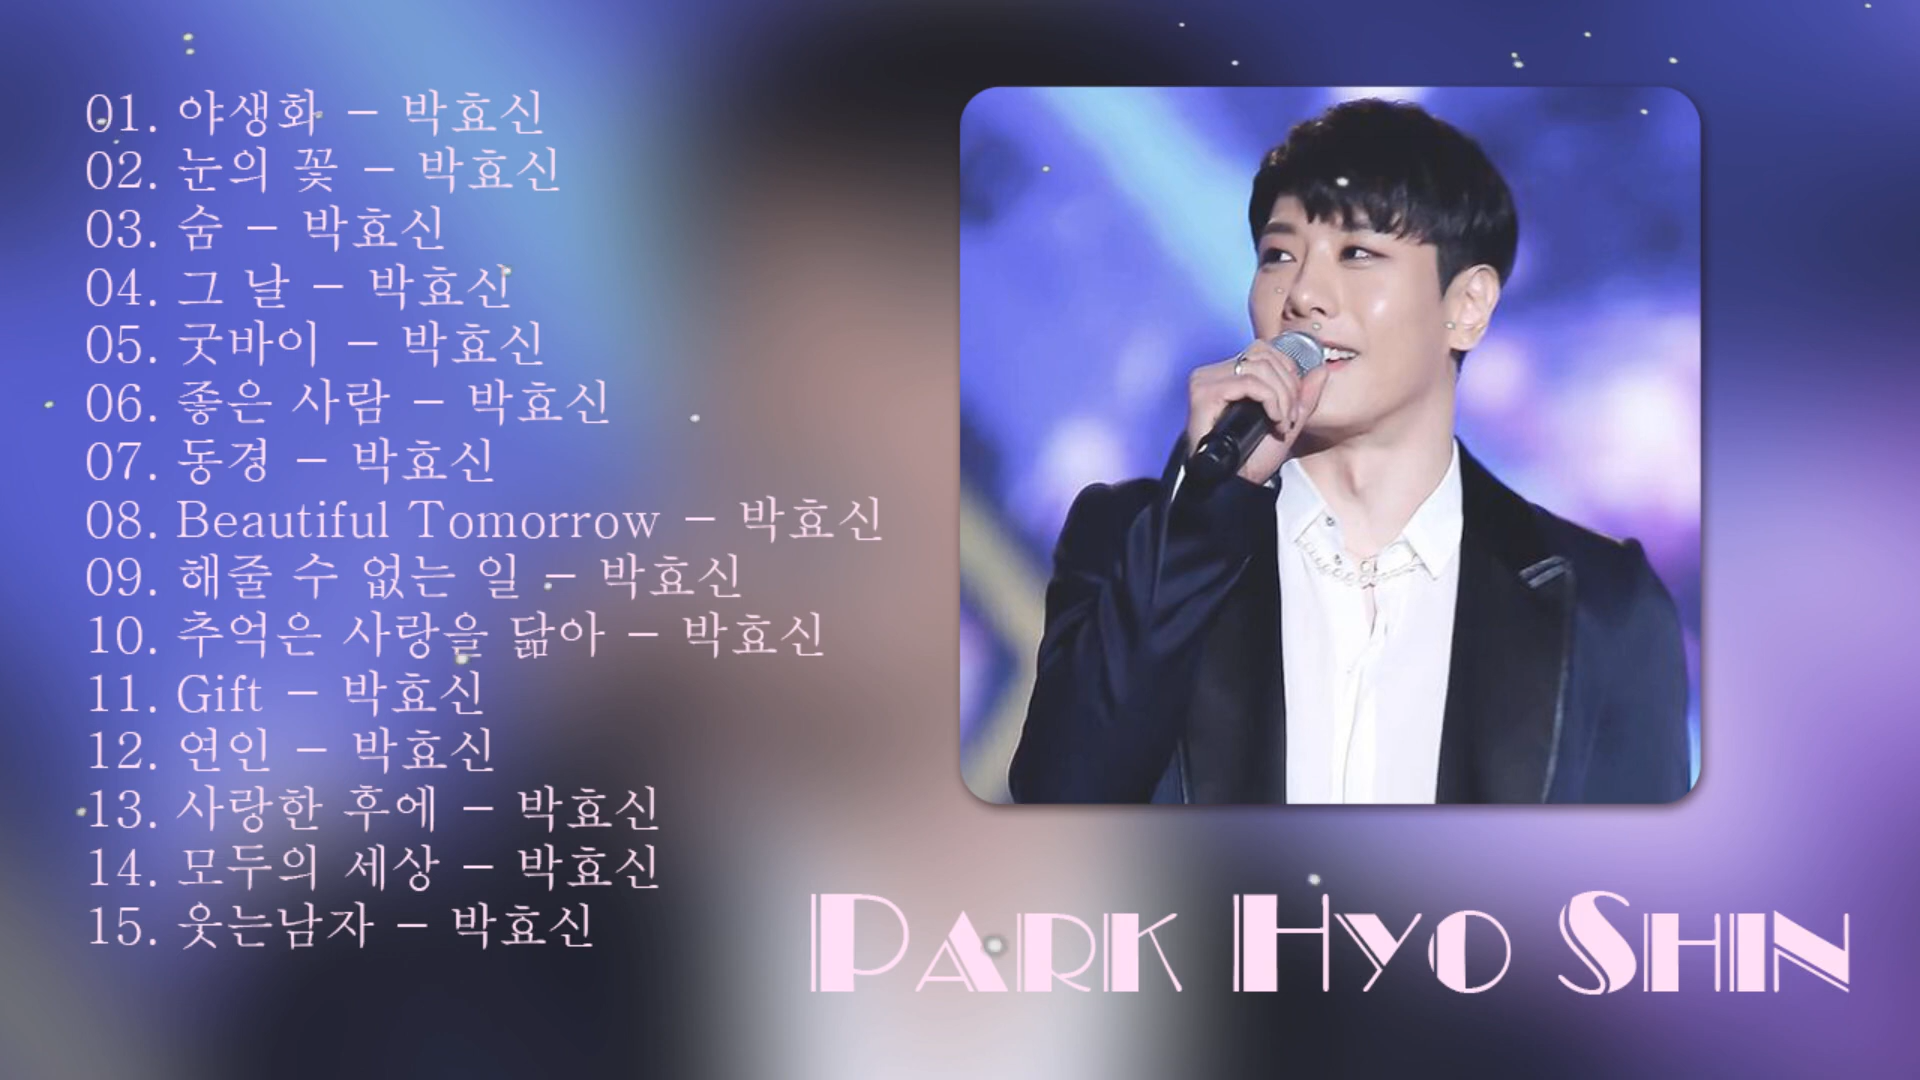 01. 야생화 – 박효신
02. 눈의 꽃 – 박효신
03. 숨 – 박효신
04. 그 날 – 박효신
05. 굿바이 – 박효신
06. 좋은 사람 – 박효신
07. 동경 – 박효신
08. Beautiful Tomorrow – 박효신
09. 해줄 수 없는 일 – 박효신
10. 추억은 사랑을 닮아 – 박효신
11. Gift – 박효신
12. 연인 – 박효신
13. 사랑한 후에 – 박효신
14. 모두의 세상 – 박효신
15. 웃는남자 – 박효신
PARK HYO SHIN